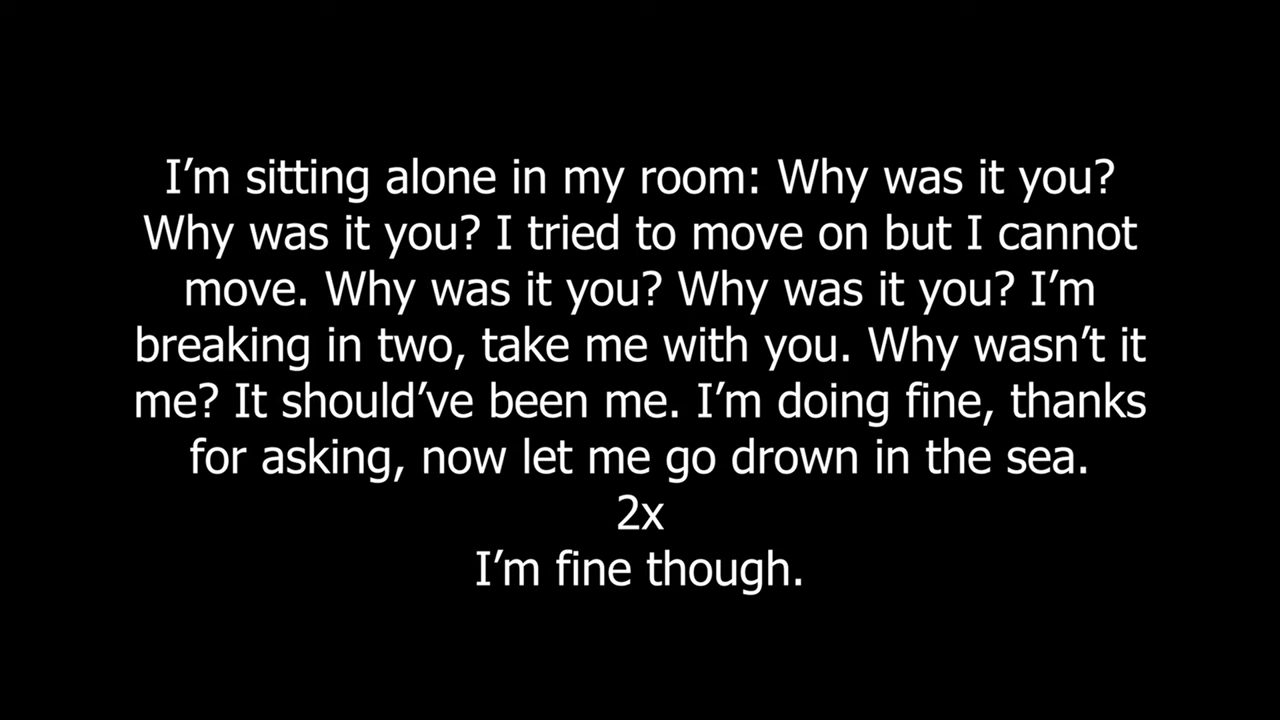 I’m sitting alone in my room: Why was it you?
Why was it you? I tried to move on but I cannot
move. Why was it you? Why was it you? I’m
breaking in two, take me with you. Why wasn’t it
me? It should’ve been me. I’m doing fine, thanks
for asking, now let me go drown in the sea.
2x
I’m fine though.